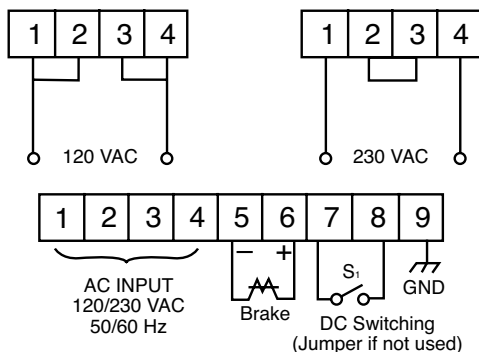 1 2 3 4
120 VAC
1 2 3 4
230 VAC
1 2 3 4 5 6 7 8 9
− +
S1
GND
AC INPUT
120/230 VAC
50/60 Hz
Brake
DC Switching
(Jumper if not used)